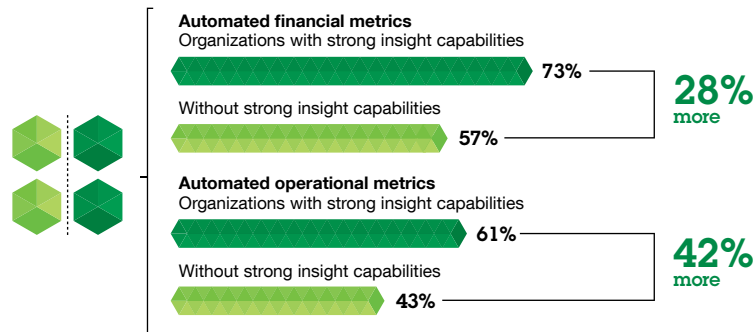 Automated financial metrics
Organizations with strong insight capabilities
73%
Without strong insight capabilities
57%
28%
more
Automated operational metrics
Organizations with strong insight capabilities
61%
Without strong insight capabilities
43%
42%
more